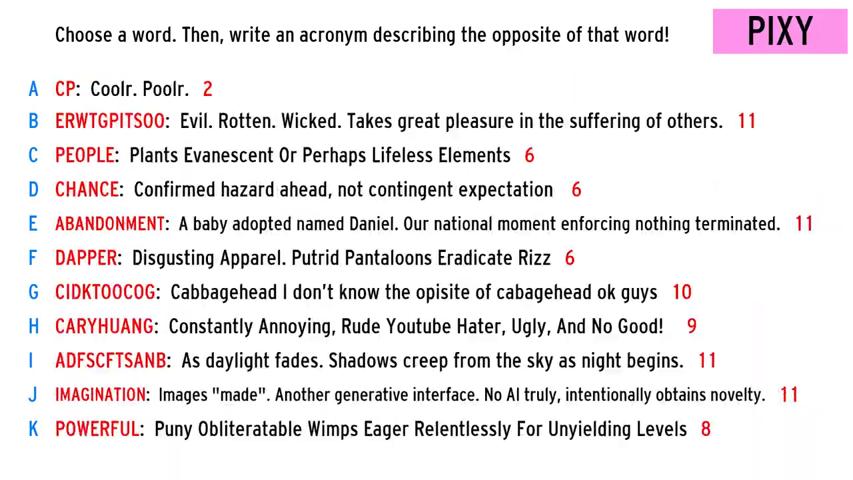 Choose a word. Then, write an acronym describing the opposite of that word!
PIXY
A CP: Coolr. Poolr. 2
B ERWTGPITSOO: Evil. Rotten. Wicked. Takes great pleasure in the suffering of others. 11
C PEOPLE: Plants Evanescent Or Perhaps Lifeless Elements 6
D CHANCE: Confirmed hazard ahead, not contingent expectation 6
E ABANDONMENT: A baby adopted named Daniel. Our national moment enforcing nothing terminated. 11
F DAPPER: Disgusting Apparel. Putrid Pantaloons Eradicate Rizz 6
G CIDKTOOCOG: Cabbagehead I don't know the opisite of cabagehead ok guys 10
H CARYHUANG: Constantly Annoying, Rude Youtube Hater, Ugly, And No Good! 9
I ADFSCFTSANB: As daylight fades. Shadows creep from the sky as night begins. 11
J IMAGINATION: Images "made". Another generative interface. No AI truly, intentionally obtains novelty. 11
K POWERFUL: Puny Obliteratable Wimps Eager Relentlessly For Unyielding Levels 8